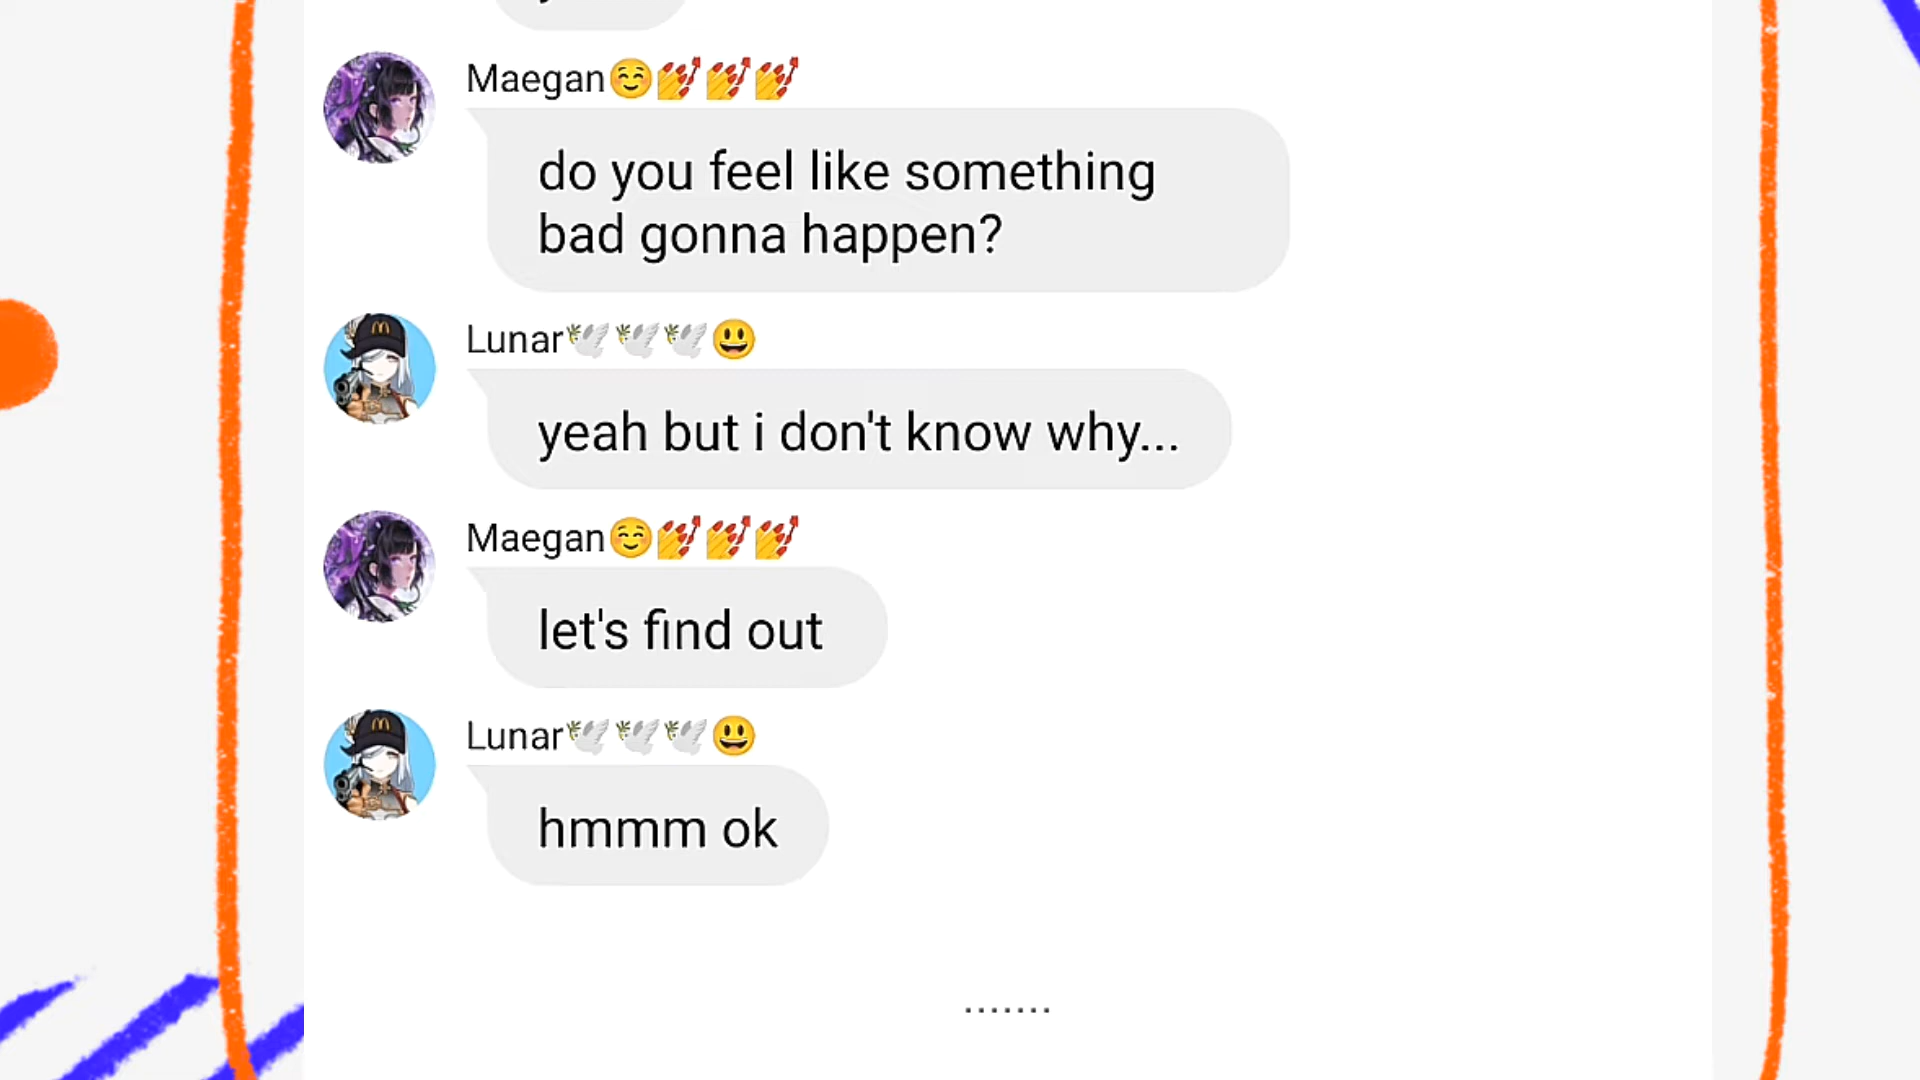 Maegan☺️💅💅💅
do you feel like something
bad gonna happen?
Lunar🕊️🕊️🕊️😃
yeah but i don't know why...
Maegan☺️💅💅💅
let's find out
Lunar🕊️🕊️🕊️😃
hmmm ok
.......